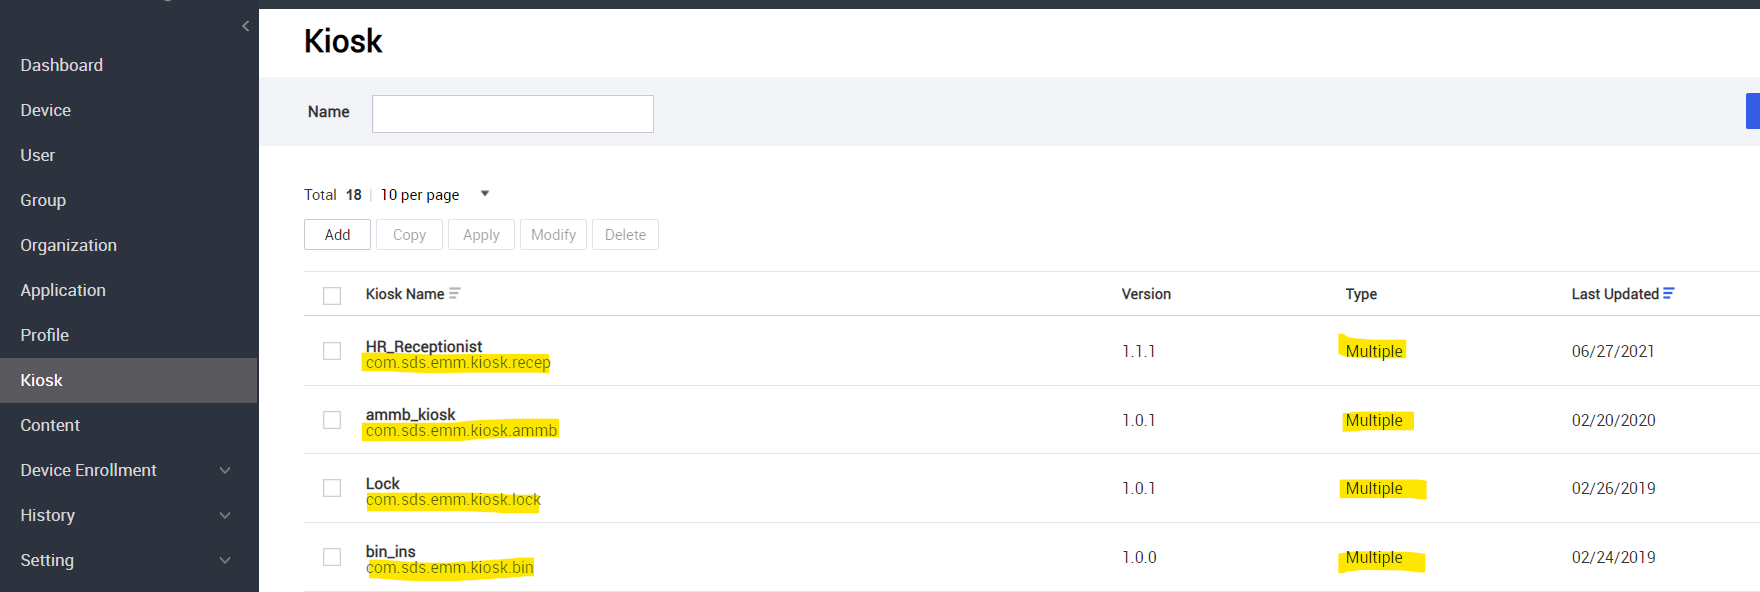 Dashboard
Device
User
Group
Organization
Application
Profile
Kiosk
Content
Device Enrollment
History
Setting
Kiosk
Name
Total 18 | 10 per page
Add Copy Apply Modify Delete
Kiosk Name Version Type Last Updated
HR_Receptionist
com.sds.emm.kiosk.recep 1.1.1 Multiple 06/27/2021
ammb_kiosk
com.sds.emm.kiosk.ammb 1.0.1 Multiple 02/20/2020
Lock
com.sds.emm.kiosk.lock 1.0.1 Multiple 02/26/2019
bin_ins
com.sds.emm.kiosk.bin 1.0.0 Multiple 02/24/2019